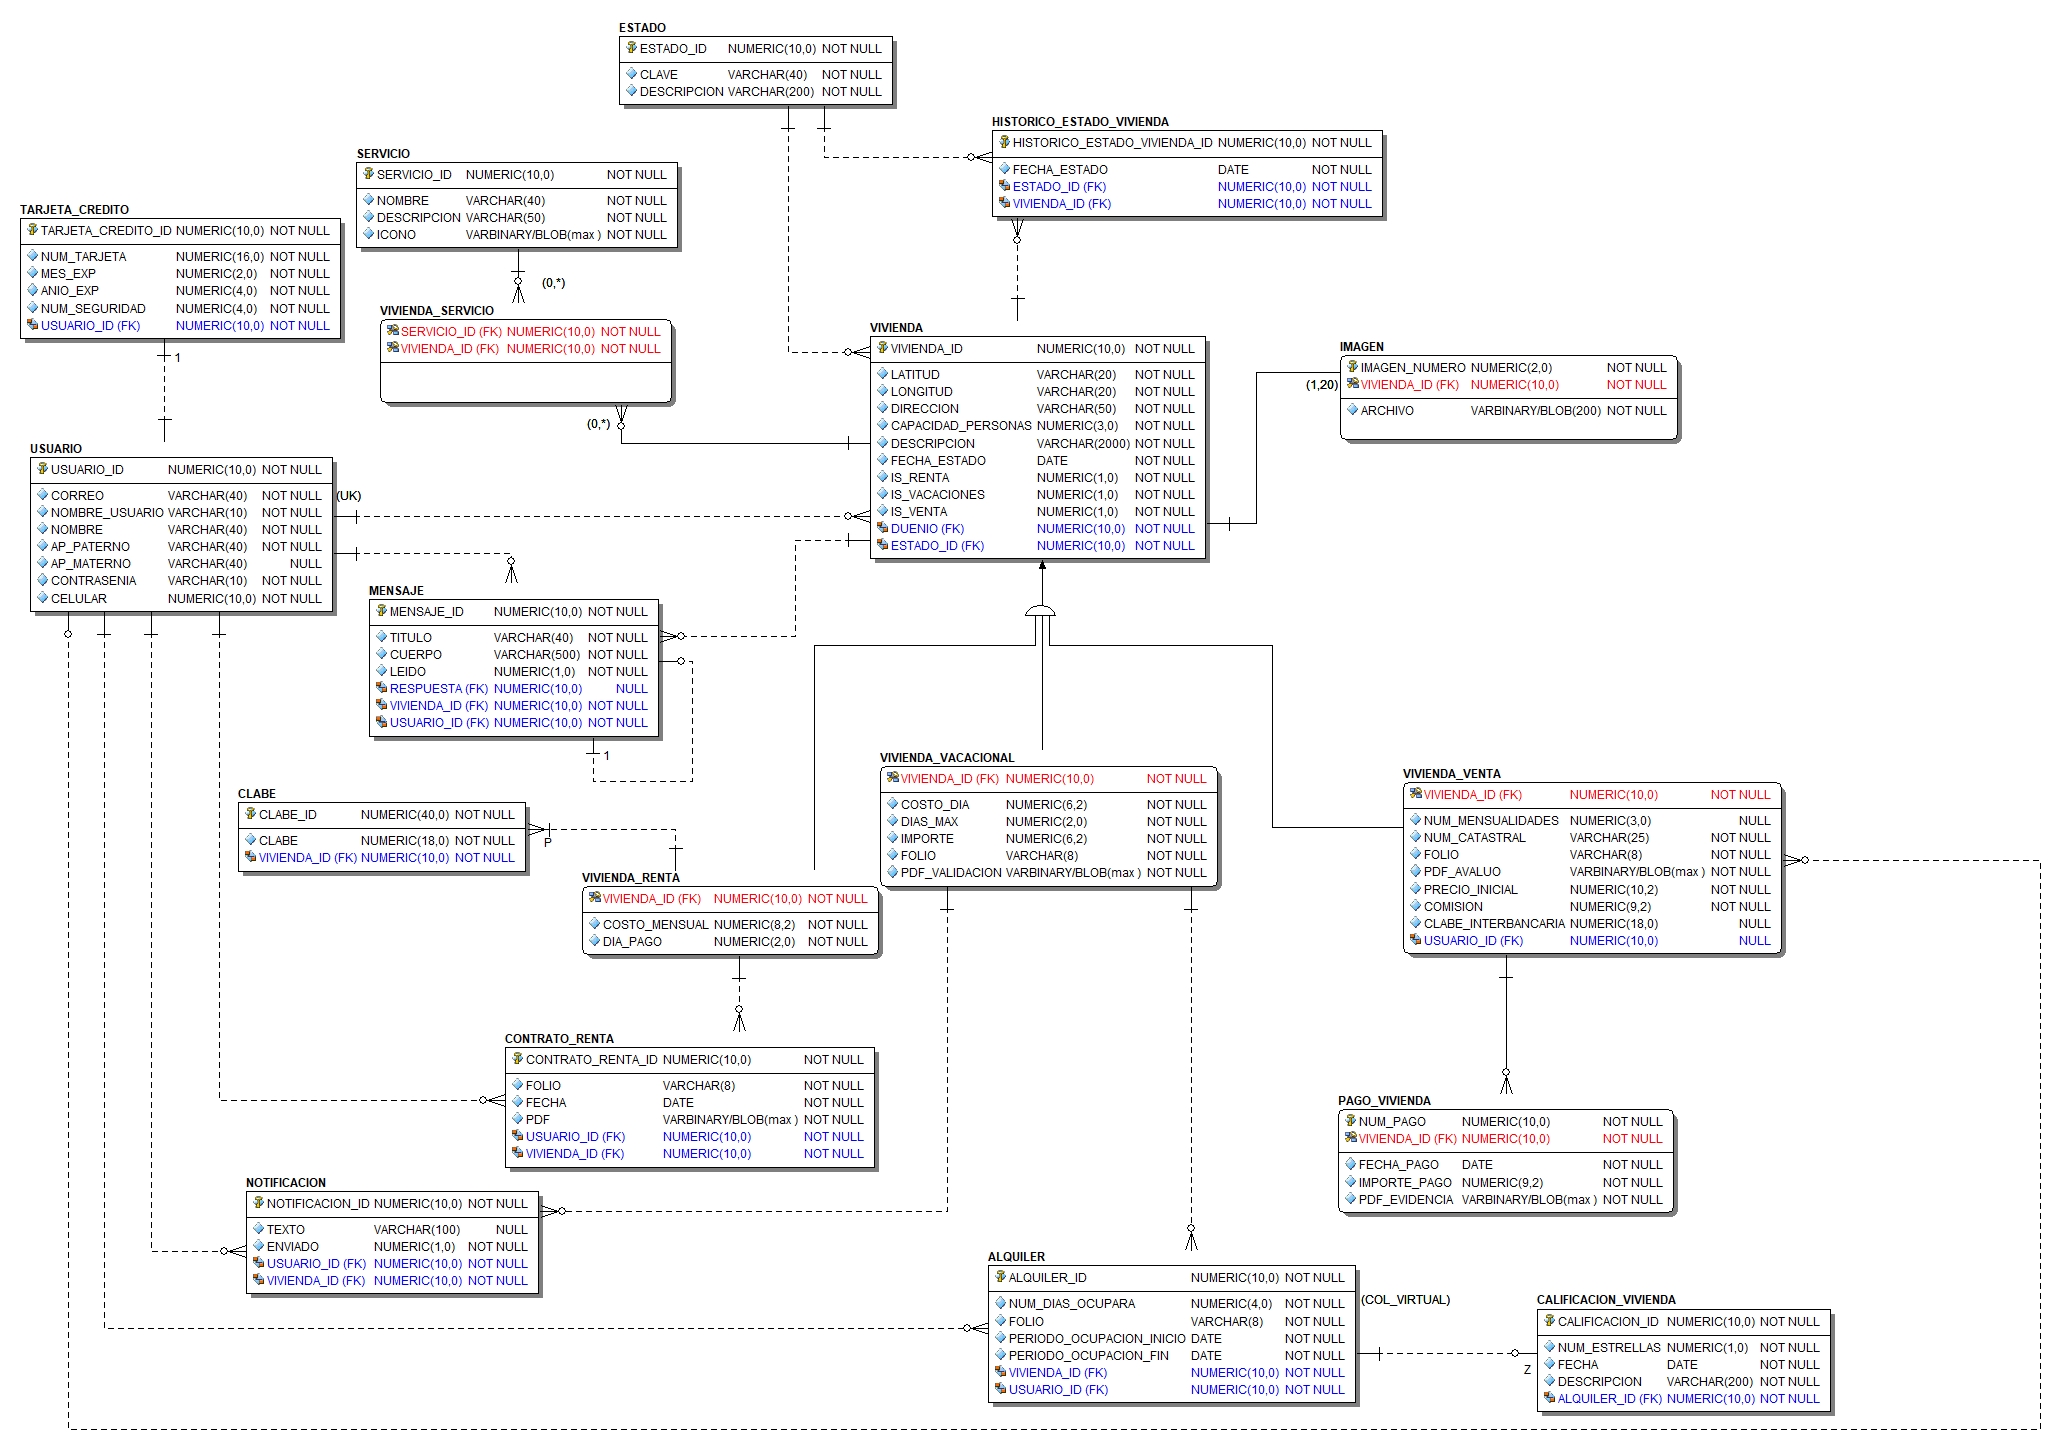 ESTADO
ESTADO_ID NUMERIC(10,0) NOT NULL
CLAVE VARCHAR(40) NOT NULL
DESCRIPCION VARCHAR(200) NOT NULL
HISTORICO_ESTADO_VIVIENDA
HISTORICO_ESTADO_VIVIENDA_ID NUMERIC(10,0) NOT NULL
FECHA_ESTADO DATE NOT NULL
ESTADO_ID (FK) NUMERIC(10,0) NOT NULL
VIVIENDA_ID (FK) NUMERIC(10,0) NOT NULL
SERVICIO
SERVICIO_ID NUMERIC(10,0) NOT NULL
NOMBRE VARCHAR(40) NOT NULL
DESCRIPCION VARCHAR(50) NOT NULL
ICONO VARBINARY/BLOB(max ) NOT NULL
(0,*)
TARJETA_CREDITO
TARJETA_CREDITO_ID NUMERIC(10,0) NOT NULL
NUM_TARJETA NUMERIC(16,0) NOT NULL
MES_EXP NUMERIC(2,0) NOT NULL
ANIO_EXP NUMERIC(4,0) NOT NULL
NUM_SEGURIDAD NUMERIC(4,0) NOT NULL
USUARIO_ID (FK) NUMERIC(10,0) NOT NULL
1
VIVIENDA_SERVICIO
SERVICIO_ID (FK) NUMERIC(10,0) NOT NULL
VIVIENDA_ID (FK) NUMERIC(10,0) NOT NULL
(0,*)
VIVIENDA
VIVIENDA_ID NUMERIC(10,0) NOT NULL
LATITUD VARCHAR(20) NOT NULL
LONGITUD VARCHAR(20) NOT NULL
DIRECCION VARCHAR(50) NOT NULL
CAPACIDAD_PERSONAS NUMERIC(3,0) NOT NULL
DESCRIPCION VARCHAR(2000) NOT NULL
FECHA_ESTADO DATE NOT NULL
IS_RENTA NUMERIC(1,0) NOT NULL
IS_VACACIONES NUMERIC(1,0) NOT NULL
IS_VENTA NUMERIC(1,0) NOT NULL
DUENIO (FK) NUMERIC(10,0) NOT NULL
ESTADO_ID (FK) NUMERIC(10,0) NOT NULL
IMAGEN
(1,20)
IMAGEN_NUMERO NUMERIC(2,0) NOT NULL
VIVIENDA_ID (FK) NUMERIC(10,0) NOT NULL
ARCHIVO VARBINARY/BLOB(200) NOT NULL
USUARIO
USUARIO_ID NUMERIC(10,0) NOT NULL
CORREO VARCHAR(40) NOT NULL (UK)
NOMBRE_USUARIO VARCHAR(10) NOT NULL
NOMBRE VARCHAR(40) NOT NULL
AP_PATERNO VARCHAR(40) NOT NULL
AP_MATERNO VARCHAR(40) NULL
CONTRASENIA VARCHAR(10) NOT NULL
CELULAR NUMERIC(10,0) NOT NULL
MENSAJE
MENSAJE_ID NUMERIC(10,0) NOT NULL
TITULO VARCHAR(40) NOT NULL
CUERPO VARCHAR(500) NOT NULL
LEIDO NUMERIC(1,0) NOT NULL
RESPUESTA (FK) NUMERIC(10,0) NULL
VIVIENDA_ID (FK) NUMERIC(10,0) NOT NULL
USUARIO_ID (FK) NUMERIC(10,0) NOT NULL
1
CLABE
CLABE_ID NUMERIC(40,0) NOT NULL
CLABE NUMERIC(18,0) NOT NULL
VIVIENDA_ID (FK) NUMERIC(10,0) NOT NULL
P
VIVIENDA_VACACIONAL
VIVIENDA_ID (FK) NUMERIC(10,0) NOT NULL
COSTO_DIA NUMERIC(6,2) NOT NULL
DIAS_MAX NUMERIC(2,0) NOT NULL
IMPORTE NUMERIC(6,2) NOT NULL
FOLIO VARCHAR(8) NOT NULL
PDF_VALIDACION VARBINARY/BLOB(max ) NOT NULL
VIVIENDA_VENTA
VIVIENDA_ID (FK) NUMERIC(10,0) NOT NULL
NUM_MENSUALIDADES NUMERIC(3,0) NULL
NUM_CATASTRAL VARCHAR(25) NOT NULL
FOLIO VARCHAR(8) NOT NULL
PDF_AVALUO VARBINARY/BLOB(max ) NOT NULL
PRECIO_INICIAL NUMERIC(10,2) NOT NULL
COMISION NUMERIC(9,2) NOT NULL
CLABE_INTERBANCARIA NUMERIC(18,0) NULL
USUARIO_ID (FK) NUMERIC(10,0) NULL
VIVIENDA_RENTA
VIVIENDA_ID (FK) NUMERIC(10,0) NOT NULL
COSTO_MENSUAL NUMERIC(8,2) NOT NULL
DIA_PAGO NUMERIC(2,0) NOT NULL
CONTRATO_RENTA
CONTRATO_RENTA_ID NUMERIC(10,0) NOT NULL
FOLIO VARCHAR(8) NOT NULL
FECHA DATE NOT NULL
PDF VARBINARY/BLOB(max ) NOT NULL
USUARIO_ID (FK) NUMERIC(10,0) NOT NULL
VIVIENDA_ID (FK) NUMERIC(10,0) NOT NULL
PAGO_VIVIENDA
NUM_PAGO NUMERIC(10,0) NOT NULL
VIVIENDA_ID (FK) NUMERIC(10,0) NOT NULL
FECHA_PAGO DATE NOT NULL
IMPORTE_PAGO NUMERIC(9,2) NOT NULL
PDF_EVIDENCIA VARBINARY/BLOB(max ) NOT NULL
NOTIFICACION
NOTIFICACION_ID NUMERIC(10,0) NOT NULL
TEXTO VARCHAR(100) NULL
ENVIADO NUMERIC(1,0) NOT NULL
USUARIO_ID (FK) NUMERIC(10,0) NOT NULL
VIVIENDA_ID (FK) NUMERIC(10,0) NOT NULL
ALQUILER
ALQUILER_ID NUMERIC(10,0) NOT NULL
NUM_DIAS_OCUPARA NUMERIC(4,0) NOT NULL (COL_VIRTUAL)
FOLIO VARCHAR(8) NOT NULL
PERIODO_OCUPACION_INICIO DATE NOT NULL
PERIODO_OCUPACION_FIN DATE NOT NULL
VIVIENDA_ID (FK) NUMERIC(10,0) NOT NULL
USUARIO_ID (FK) NUMERIC(10,0) NOT NULL
Z
CALIFICACION_VIVIENDA
CALIFICACION_ID NUMERIC(10,0) NOT NULL
NUM_ESTRELLAS NUMERIC(1,0) NOT NULL
FECHA DATE NOT NULL
DESCRIPCION VARCHAR(200) NOT NULL
ALQUILER_ID (FK) NUMERIC(10,0) NOT NULL